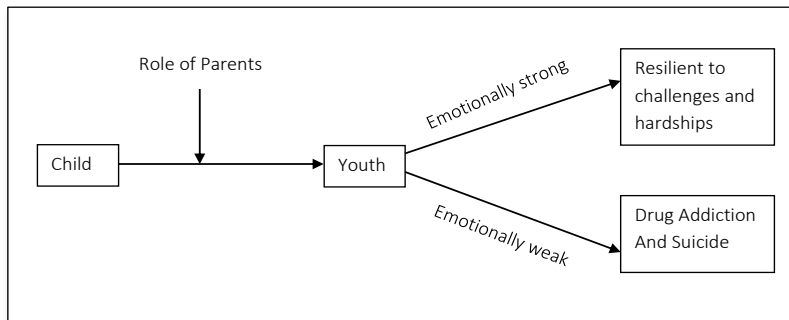 Role of Parents
Child
Youth
Emotionally strong
Emotionally weak
Resilient to
challenges and
hardships
Drug Addiction
And Suicide